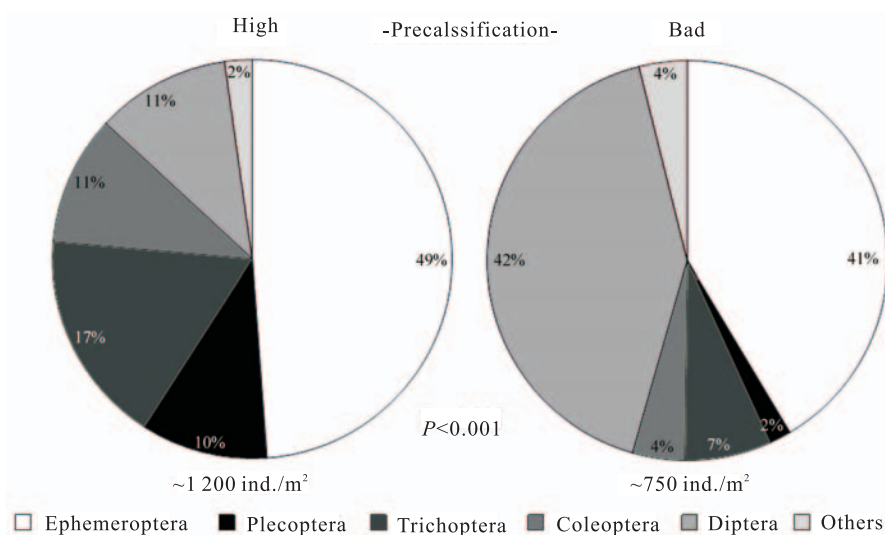 High -Precalssification- Bad
2% 4%
11%
11%
49% 42% 41%
17%
P<0.001
10% 4% 7% 2%
~1 200 ind./m² ~750 ind./m²
Ephemeroptera Plecoptera Trichoptera Coleoptera Diptera Others